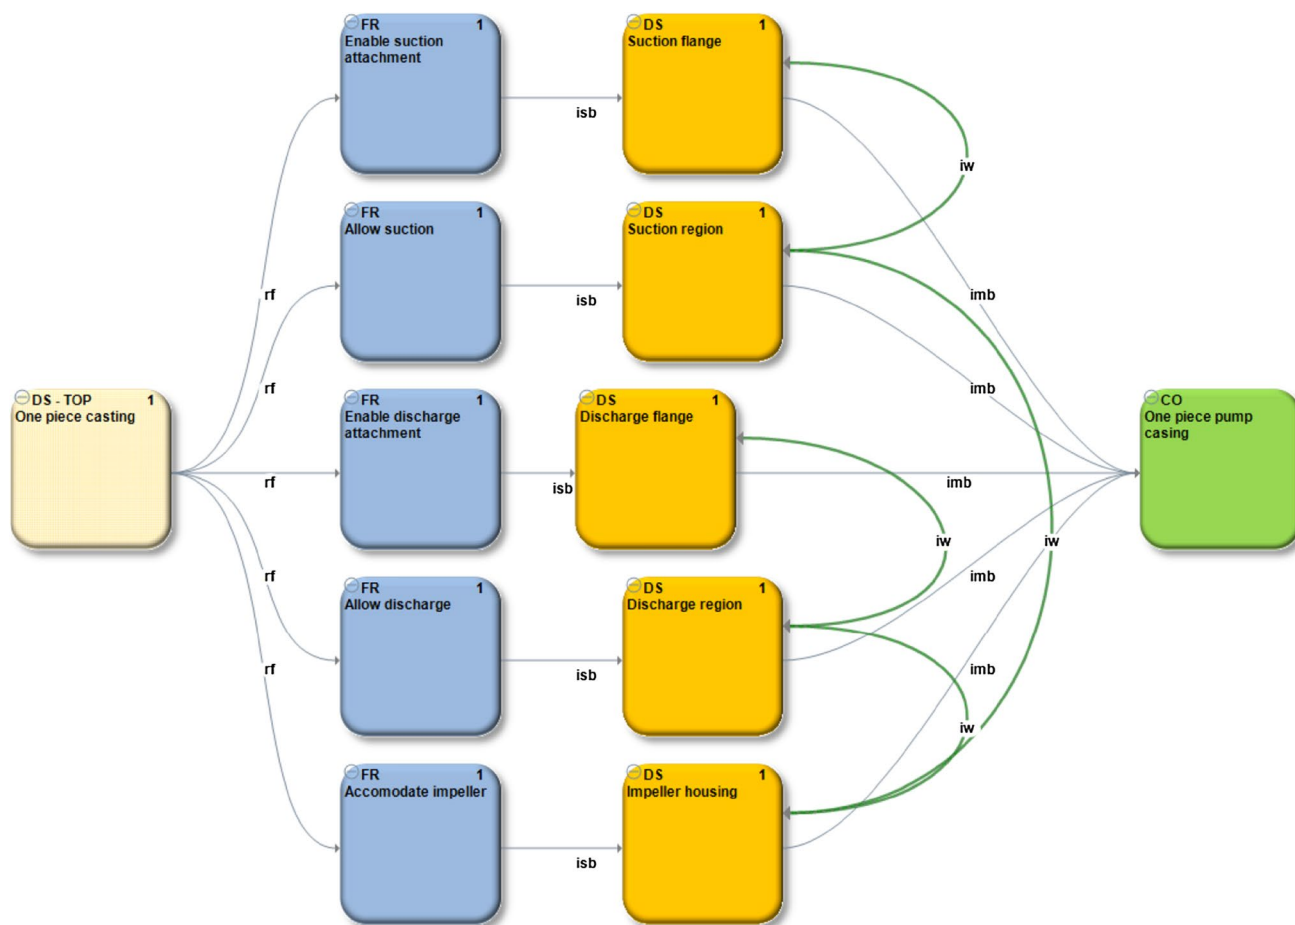 FR 1
Enable suction
attachment
DS 1
Suction flange
isb
iw
FR 1
Allow suction
DS 1
Suction region
rf
isb
imb
rf
imb
DS - TOP 1
One piece casting
FR 1
Enable discharge
attachment
DS 1
Discharge flange
CO
One piece pump
casing
rf
isb
imb
iw
iw
FR 1
Allow discharge
DS 1
Discharge region
rf
imb
rf
isb
imb
iw
FR 1
Accomodate impeller
DS 1
Impeller housing
isb